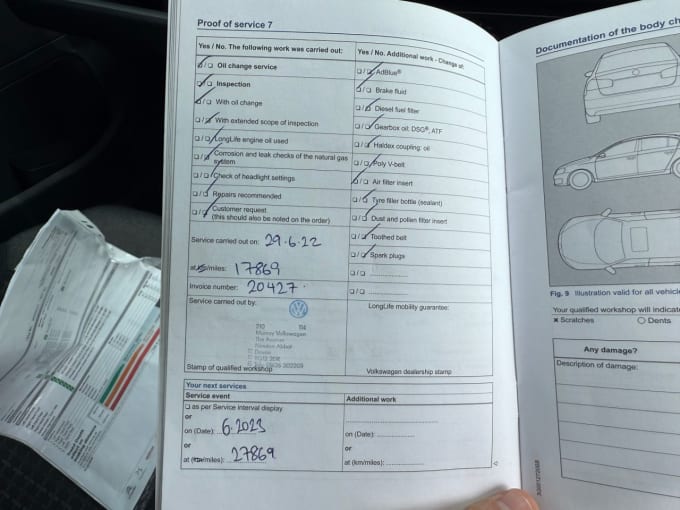 Proof of service 7
Yes / No. The following work was carried out:
Oil change service
Inspection
With oil change
With extended scope of inspection
LongLife engine oil used
Corrosion and leak checks of the natural gas
system
Check of headlight settings
Repairs recommended
Customer request
(this should also be noted on the order)
Service carried out on: 29.6.22
at km/miles: 17869
Invoice number: 20427
Service carried out by:
Murray Volkswagen
The Avenue
Newton Abbot
Devon
Stamp of qualified workshop
Yes / No. Additional work - Change of:
AdBlue®
Brake fluid
Diesel fuel filter
Gearbox oil: DSG®, ATF
Haldex coupling: oil
Poly V-belt
Air filter insert
Tyre filler bottle (sealant)
Dust and pollen filter insert
Toothed belt
Spark plugs
LongLife mobility guarantee:
Volkswagen dealership stamp
Your next services
Service event
as per Service interval display
or
on (Date): 6.2023
or
at (km/miles): 27869
Additional work
on (Date):
or
at (km/miles):
Documentation of the body ch
Fig. 9 Illustration valid for all vehicle
Your qualified workshop will indicate
x Scratches
O Dents
Any damage?
Description of damage: